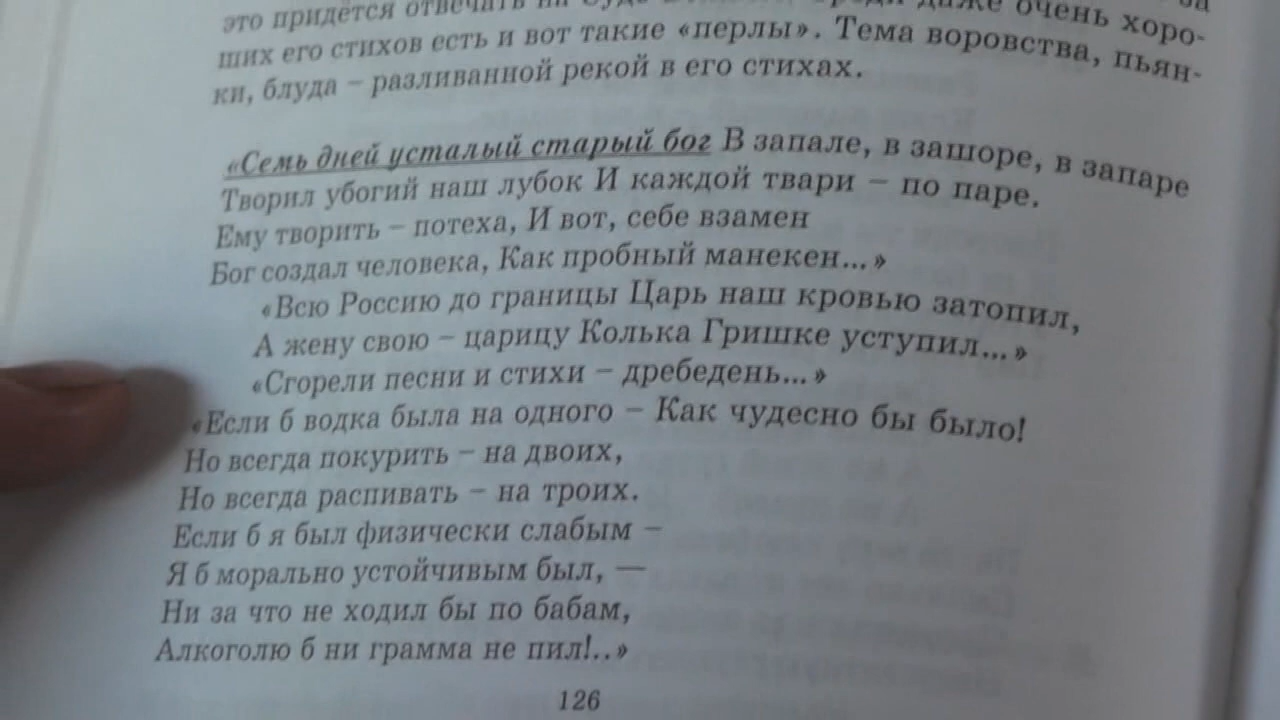 это придётся отвечать на Суде даже очень хоро-
ших его стихов есть и вот такие «перлы». Тема воровства, пьян-
ки, блуда – разливанной рекой в его стихах.
«Семь дней усталый старый бог В запале, в зашоре, в запаре
Творил убогий наш лубок И каждой твари – по паре.
Ему творить – потеха, И вот, себе взамен
Бог создал человека, Как пробный манекен...»
«Всю Россию до границы Царь наш кровью затопил,
А жену свою – царицу Колька Гришке уступил...»
«Сгорели песни и стихи – дребедень...»
«Если б водка была на одного – Как чудесно бы было!
Но всегда покурить – на двоих,
Но всегда распивать – на троих.
Если б я был физически слабым –
Я б морально устойчивым был, —
Ни за что не ходил бы по бабам,
Алкоголю б ни грамма не пил!..»
126